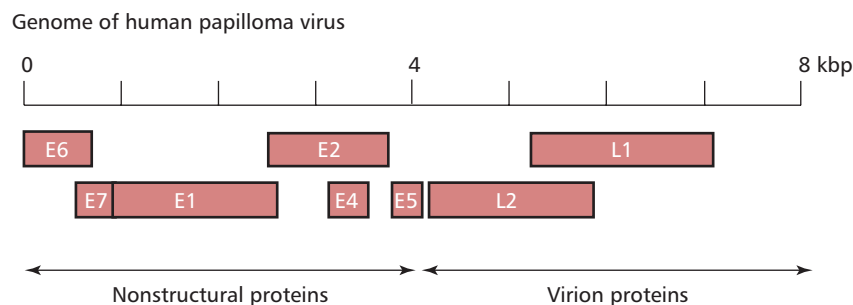 Genome of human papilloma virus
0 4 8 kbp
E6 E2 L1
E7 E1 E4 E5 L2
Nonstructural proteins Virion proteins